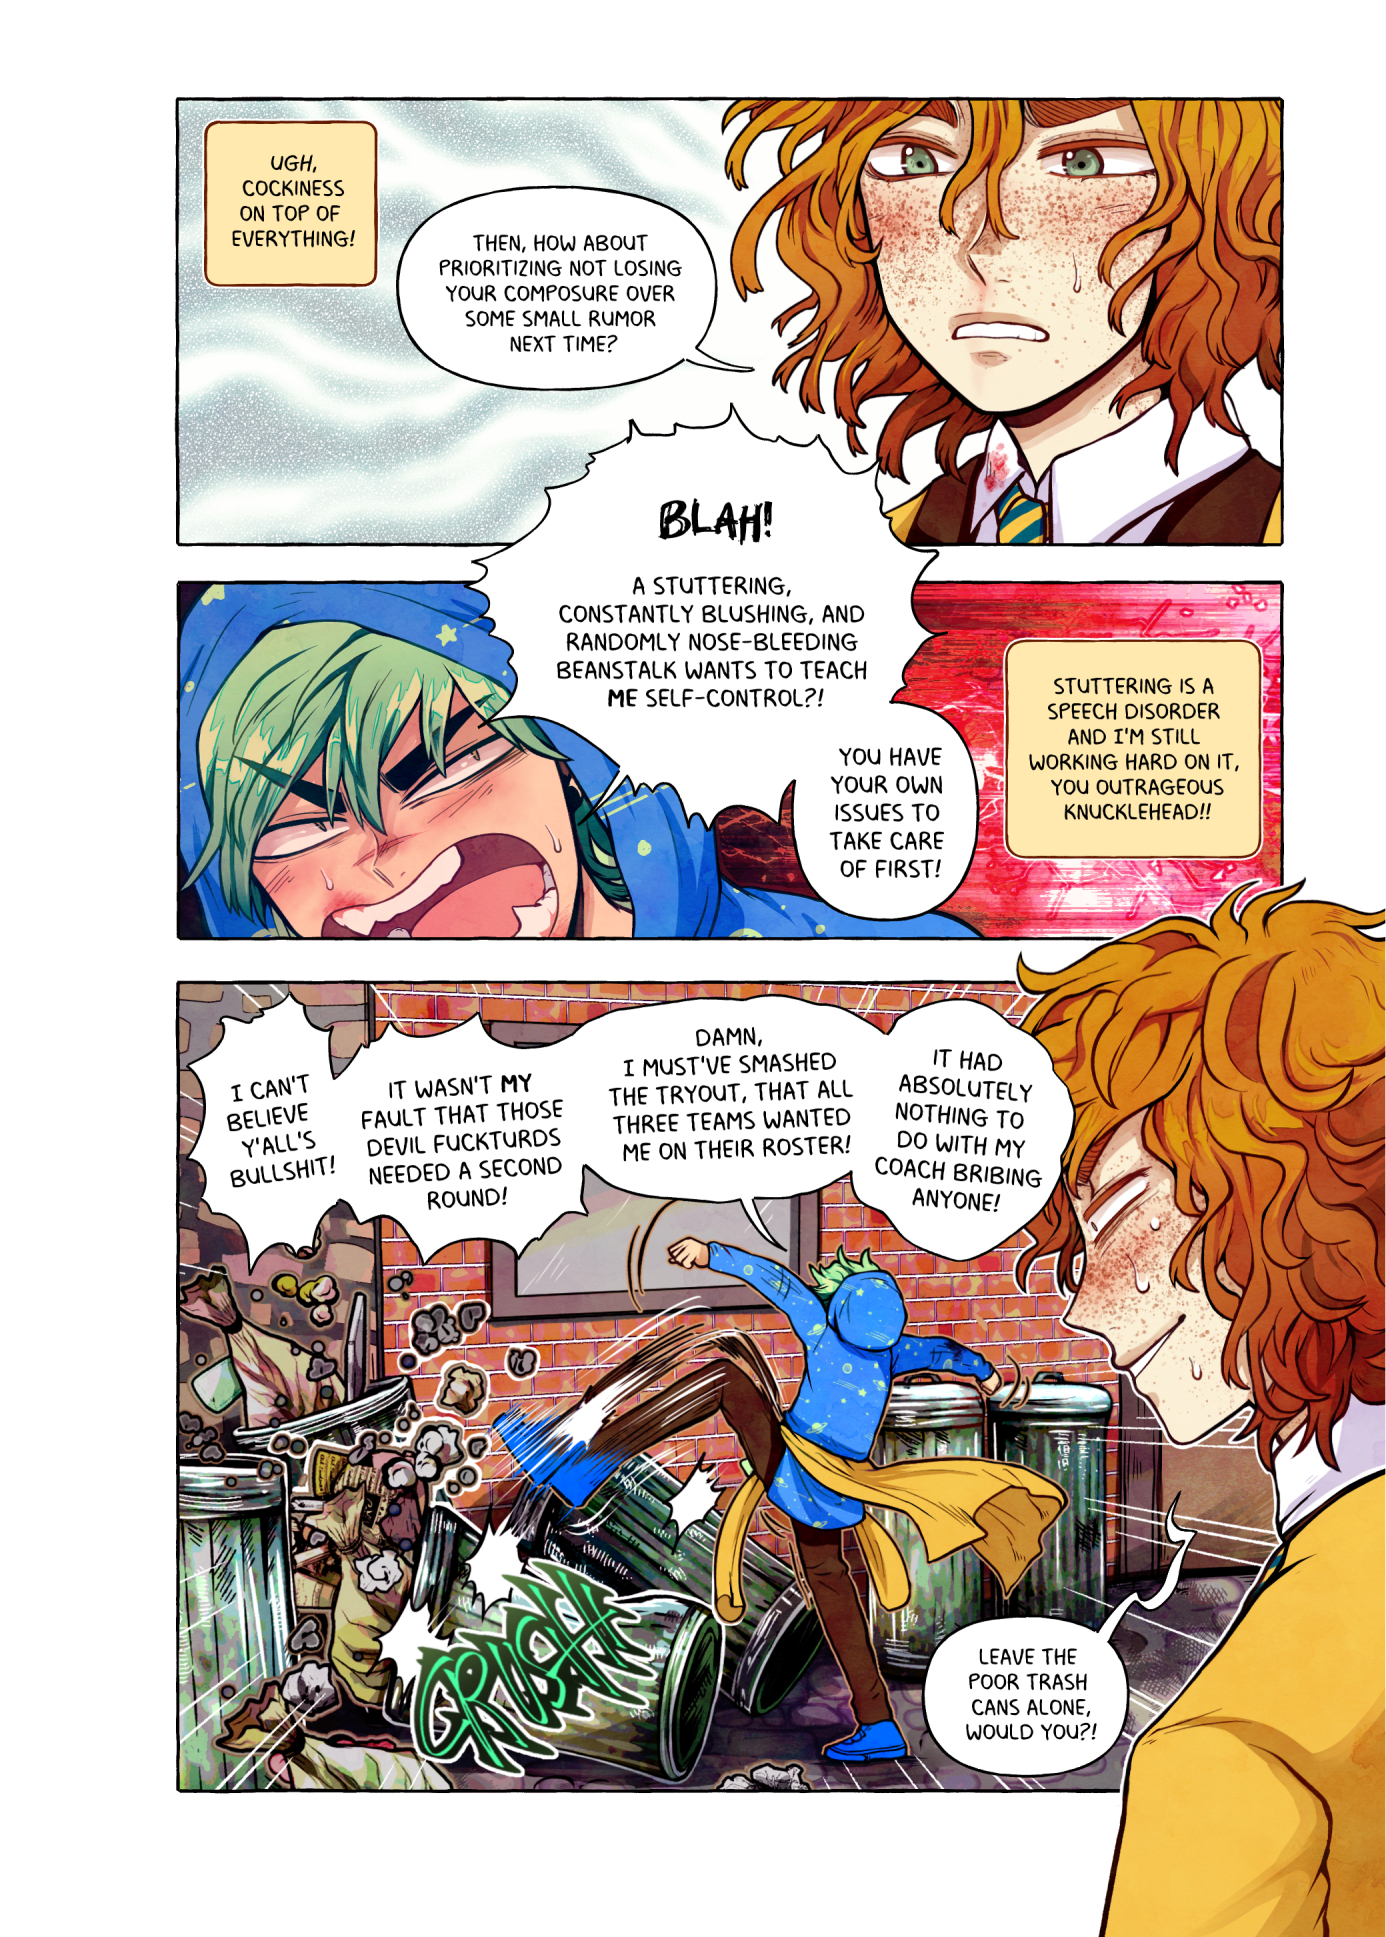 UGH,
COCKINESS
ON TOP OF
EVERYTHING!
THEN, HOW ABOUT
PRIORITIZING NOT LOSING
YOUR COMPOSURE OVER
SOME SMALL RUMOR
NEXT TIME?
BLAH!
A STUTTERING,
CONSTANTLY BLUSHING, AND
RANDOMLY NOSE-BLEEDING
BEANSTALK WANTS TO TEACH
ME SELF-CONTROL?!
YOU HAVE
YOUR OWN
ISSUES TO
TAKE CARE
OF FIRST!
STUTTERING IS A
SPEECH DISORDER
AND I'M STILL
WORKING HARD ON IT,
YOU OUTRAGEOUS
KNUCKLEHEAD!!
I CAN'T
BELIEVE
Y'ALL'S
BULLSHIT!
IT WASN'T MY
FAULT THAT THOSE
DEVIL FUCKTURDS
NEEDED A SECOND
ROUND!
DAMN,
I MUST'VE SMASHED
THE TRYOUT, THAT ALL
THREE TEAMS WANTED
ME ON THEIR ROSTER!
IT HAD
ABSOLUTELY
NOTHING TO
DO WITH MY
COACH BRIBING
ANYONE!
LEAVE THE
POOR TRASH
CANS ALONE,
WOULD YOU?!